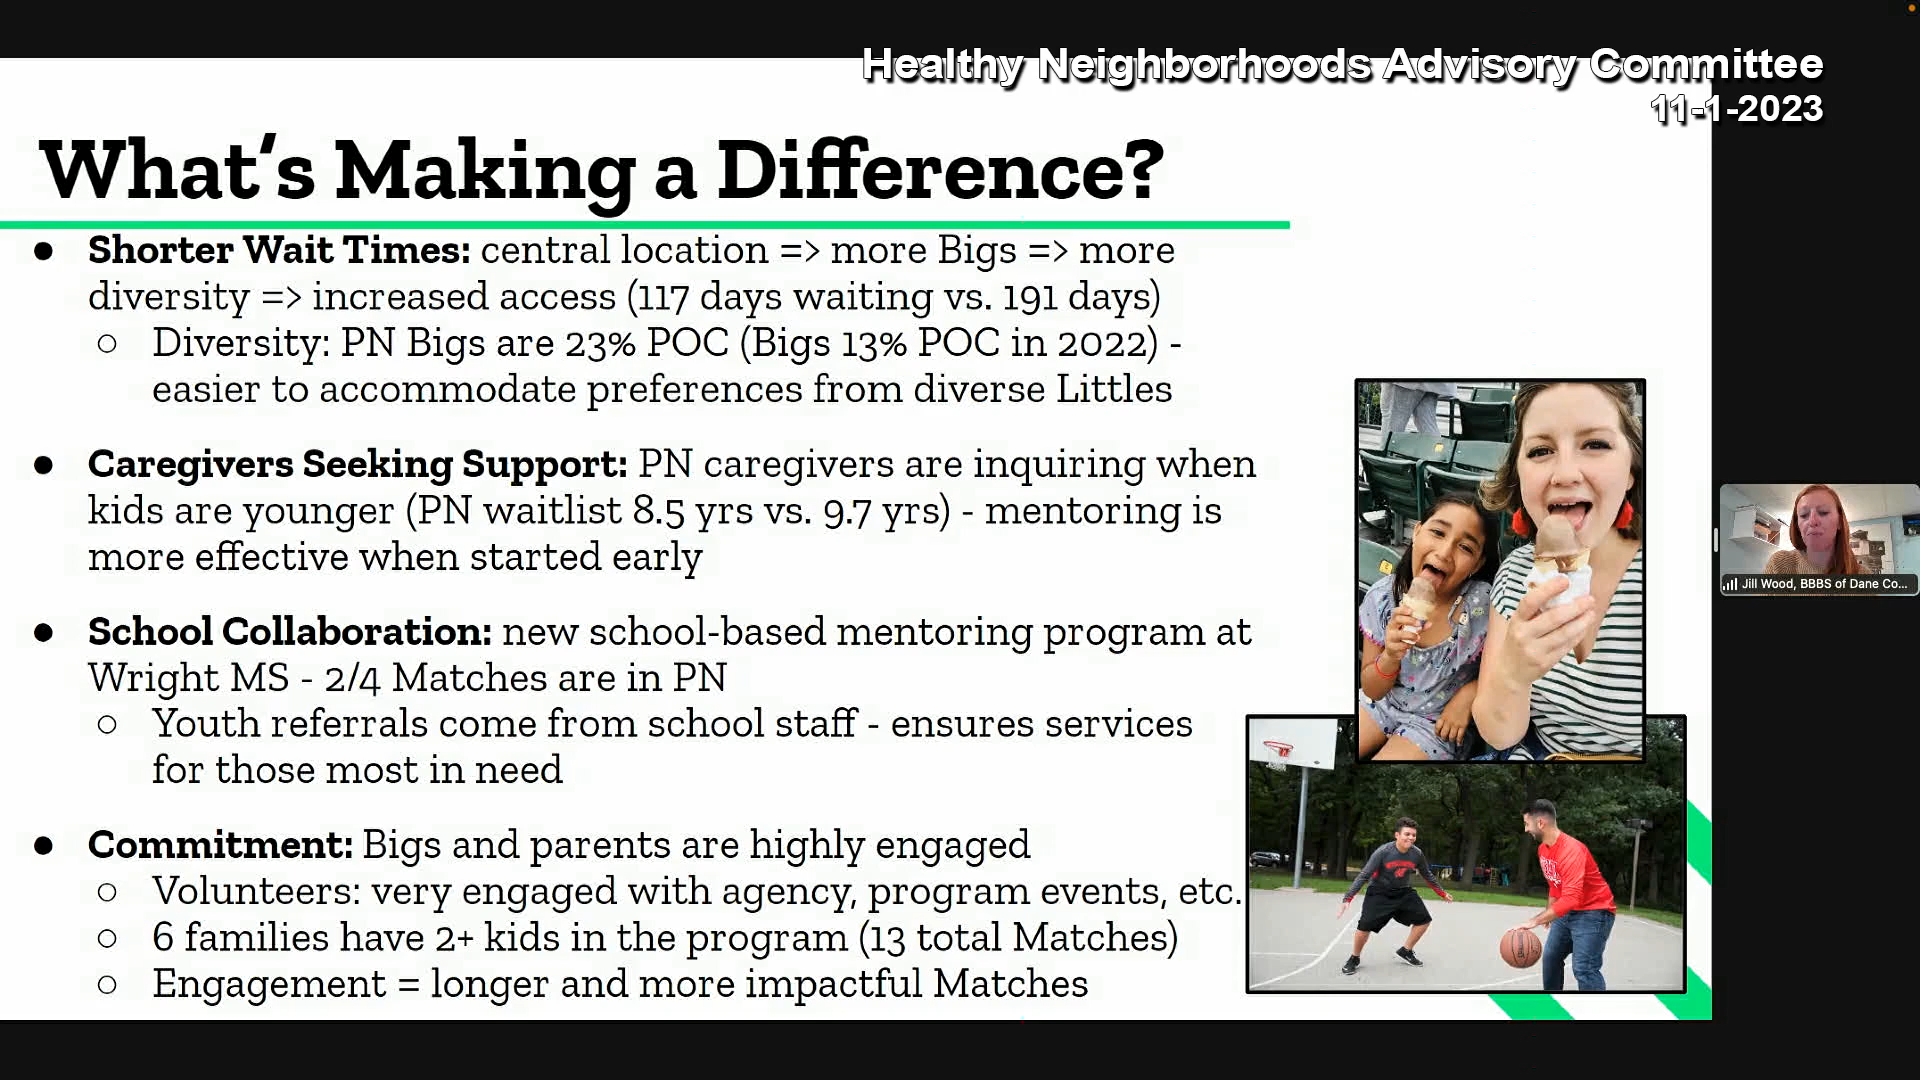 Healthy Neighborhoods Advisory Committee
11-1-2023
What's Making a Difference?
● Shorter Wait Times: central location => more Bigs => more
diversity => increased access (117 days waiting vs. 191 days)
○ Diversity: PN Bigs are 23% POC (Bigs 13% POC in 2022) -
easier to accommodate preferences from diverse Littles
● Caregivers Seeking Support: PN caregivers are inquiring when
kids are younger (PN waitlist 8.5 yrs vs. 9.7 yrs) - mentoring is
more effective when started early
● School Collaboration: new school-based mentoring program at
Wright MS - 2/4 Matches are in PN
○ Youth referrals come from school staff - ensures services
for those most in need
● Commitment: Bigs and parents are highly engaged
○ Volunteers: very engaged with agency, program events, etc.
○ 6 families have 2+ kids in the program (13 total Matches)
○ Engagement = longer and more impactful Matches
Jill Wood, BBBS of Dane Co...